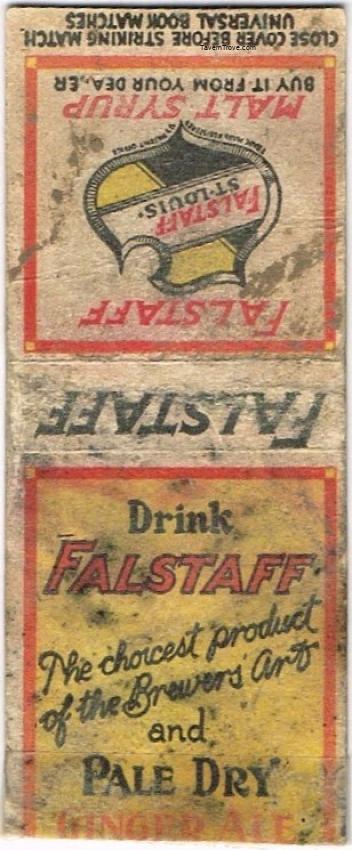 CLOSE COVER BEFORE STRIKING MATCH
UNIVERSAL BOOK MATCHES
TavernTrove.com
FALSTAFF
FALSTAFF
ST. LOUIS
MALT SYRUP
BUY IT FROM YOUR DEALER
FALSTAFF
Drink
FALSTAFF
The choicest product
of the Brewers' Art
and
PALE DRY
GINGER ALE